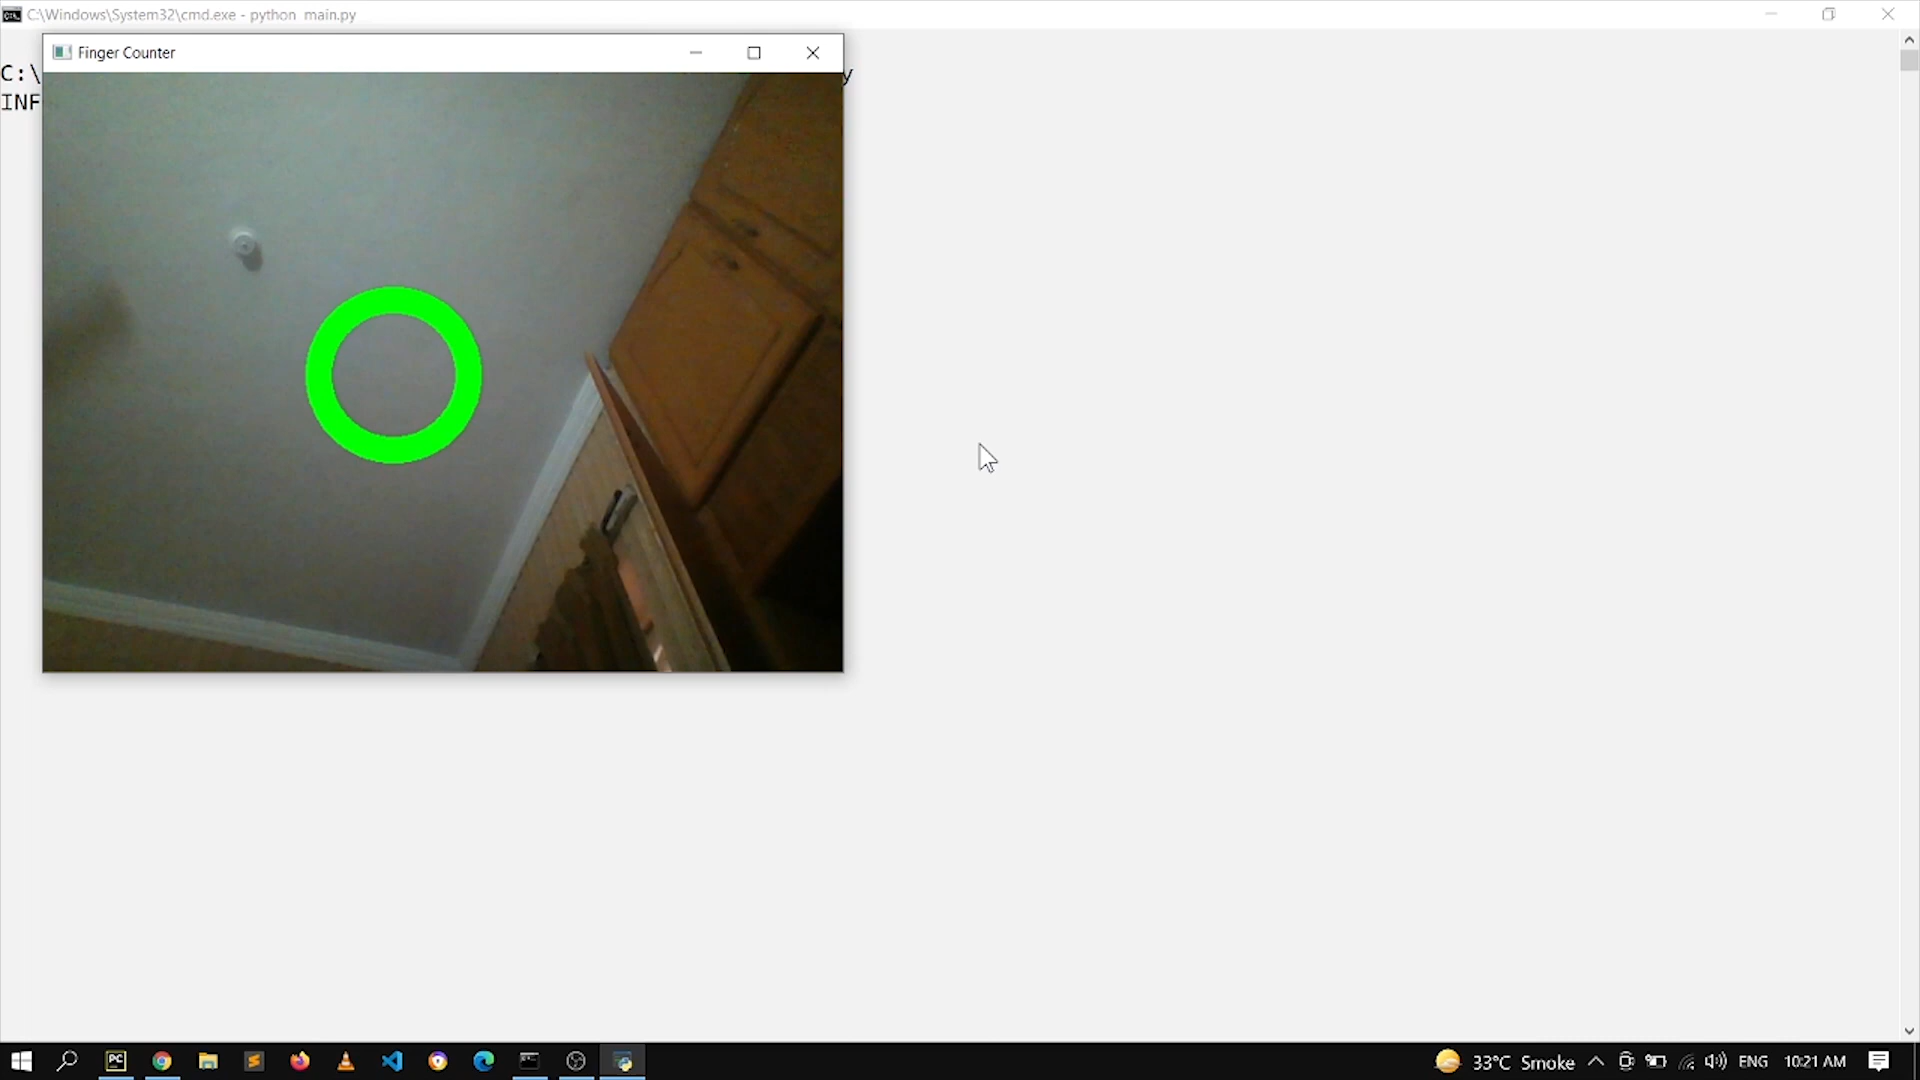 C:\Windows\System32\cmd.exe - python  main.py
Finger Counter
C:\
y
INF
33°C Smoke
ENG
10:21 AM